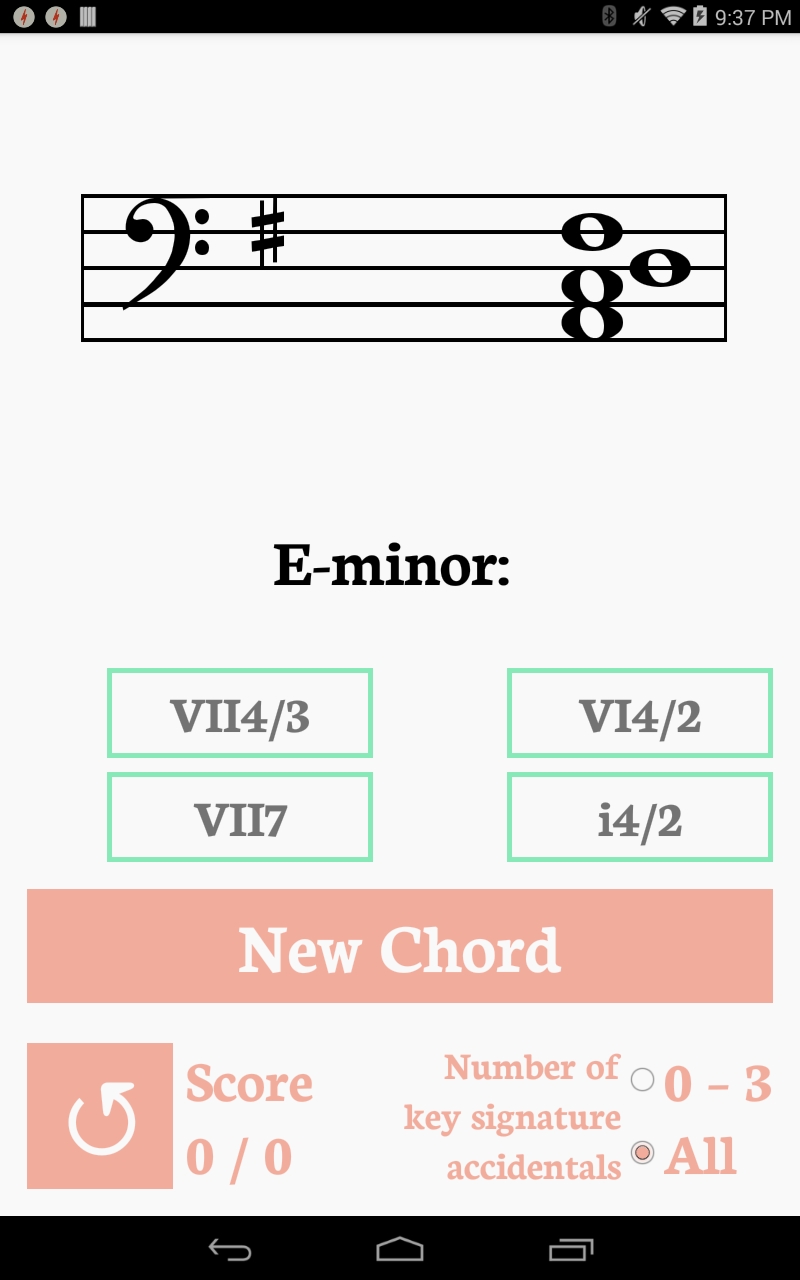 9:37 PM
E-minor:
VII4/3
VI4/2
VII7
i4/2
New Chord
Score
0 / 0
Number of
key signature
accidentals
0 – 3
All